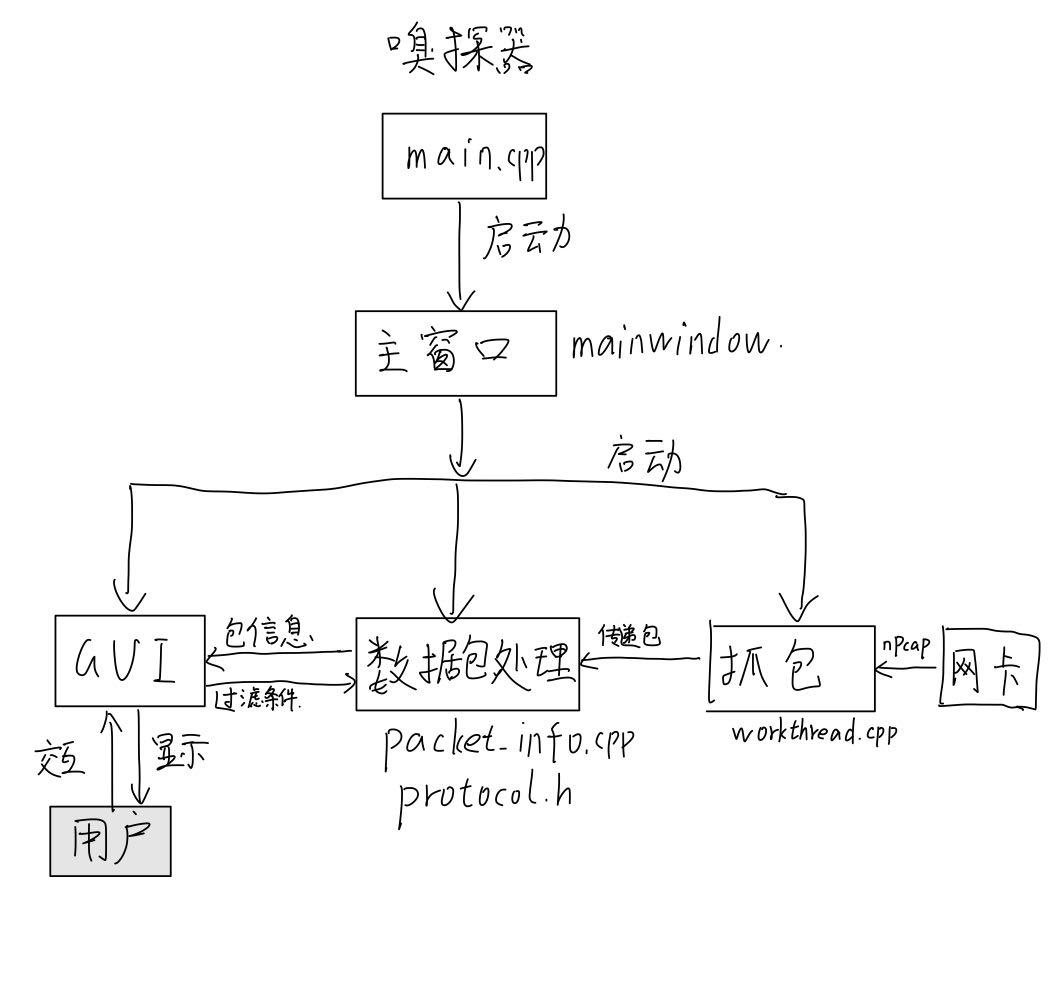 嗅探器
main.cpp
启动
主窗口
mainwindow.
启动
GUI
包信息.
过滤条件.
数据包处理
传递包
抓包
npcap
网卡
packet_info.cpp
protocol.h
workthread.cpp
交互
显示
用户